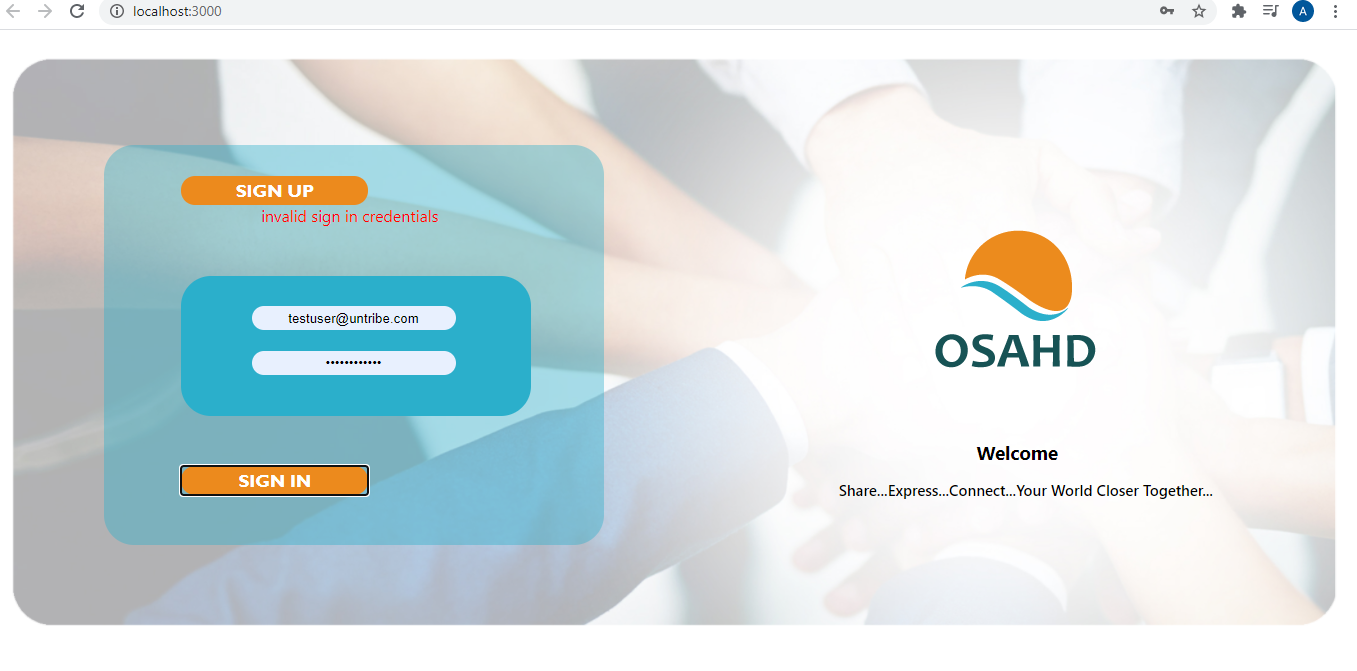 localhost:3000
A
SIGN UP
invalid sign in credentials
testuser@untribe.com
••••••••••••
SIGN IN
OSAHD
Welcome
Share...Express...Connect...Your World Closer Together...